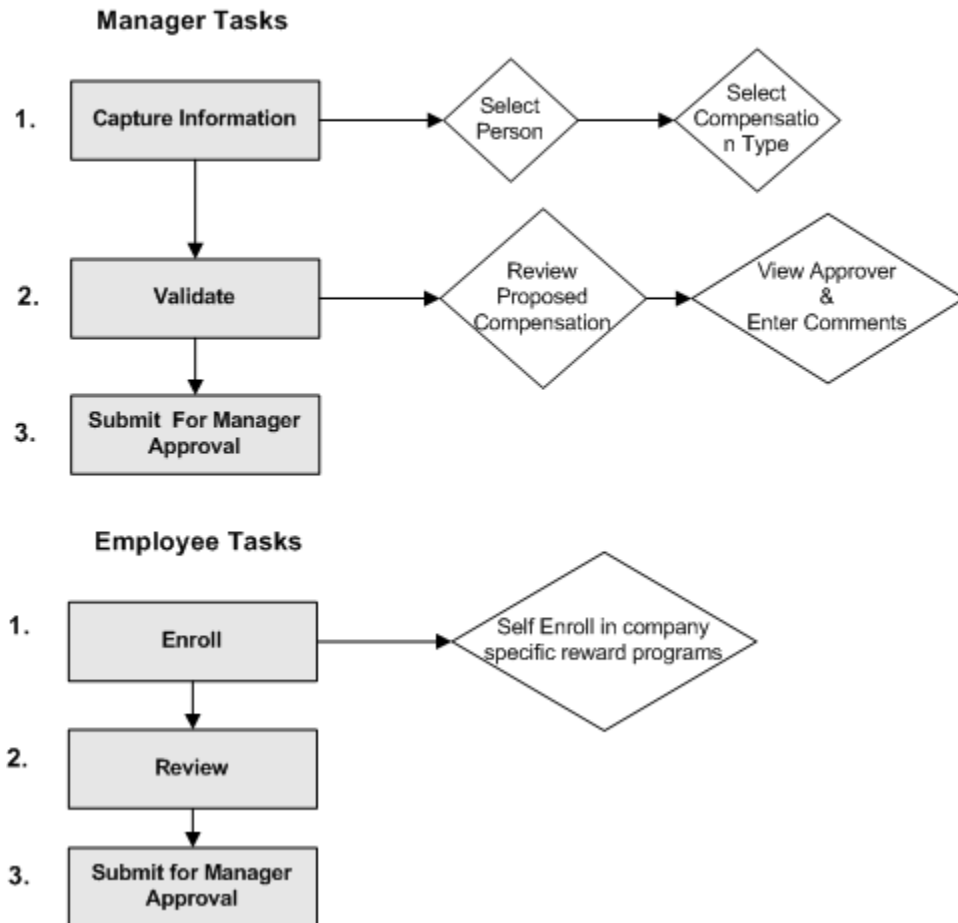 Manager Tasks
1.
Capture Information
Select
Person
Select
Compensatio
n Type
2.
Validate
Review
Proposed
Compensation
View Approver
&
Enter Comments
3.
Submit  For Manager
Approval
Employee Tasks
1.
Enroll
Self Enroll in company
specific reward programs
2.
Review
3.
Submit for Manager
Approval